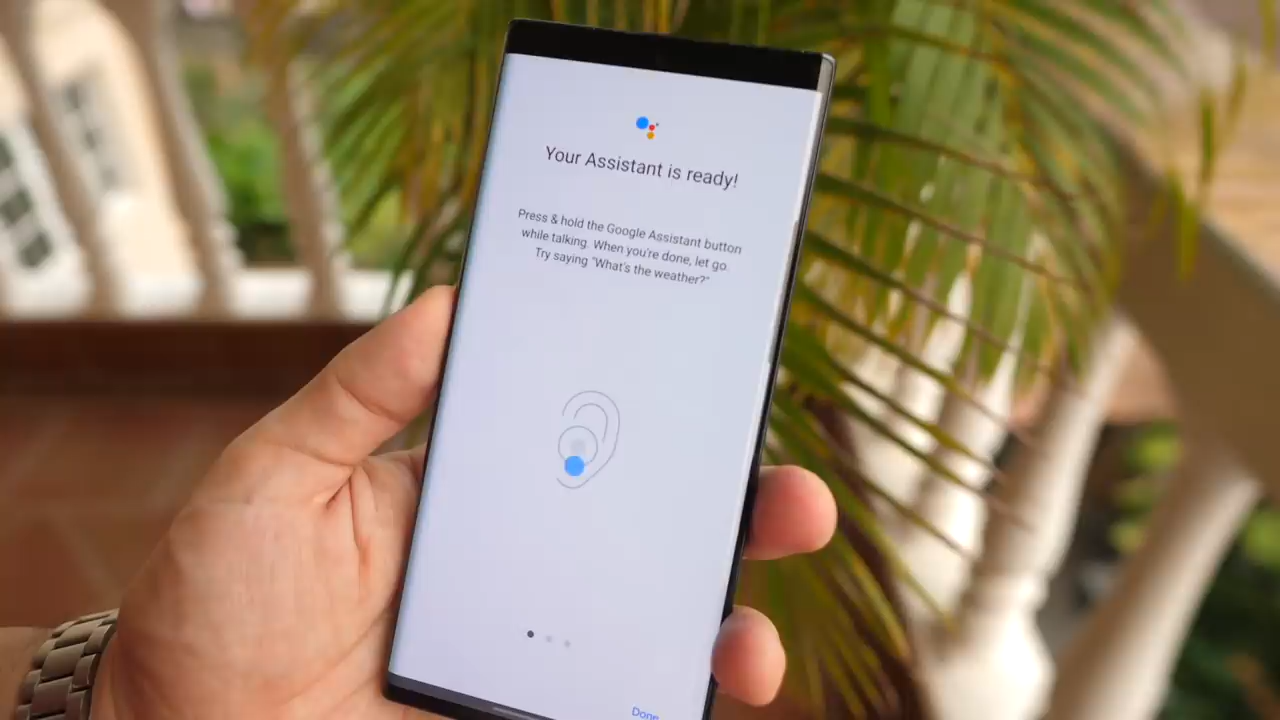 Your Assistant is ready!
Press & hold the Google Assistant button
while talking. When you're done, let go.
Try saying "What's the weather?"
Done